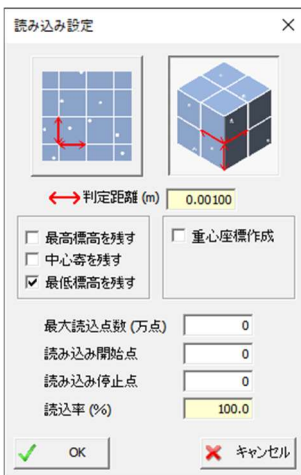 読み込み設定
判定距離 (m) 0.00100
最高標高を残す
中心寄を残す
最低標高を残す
重心座標作成
最大読込点数 (万点) 0
読み込み開始点 0
読み込み停止点 0
読込率 (%) 100.0
OK キャンセル